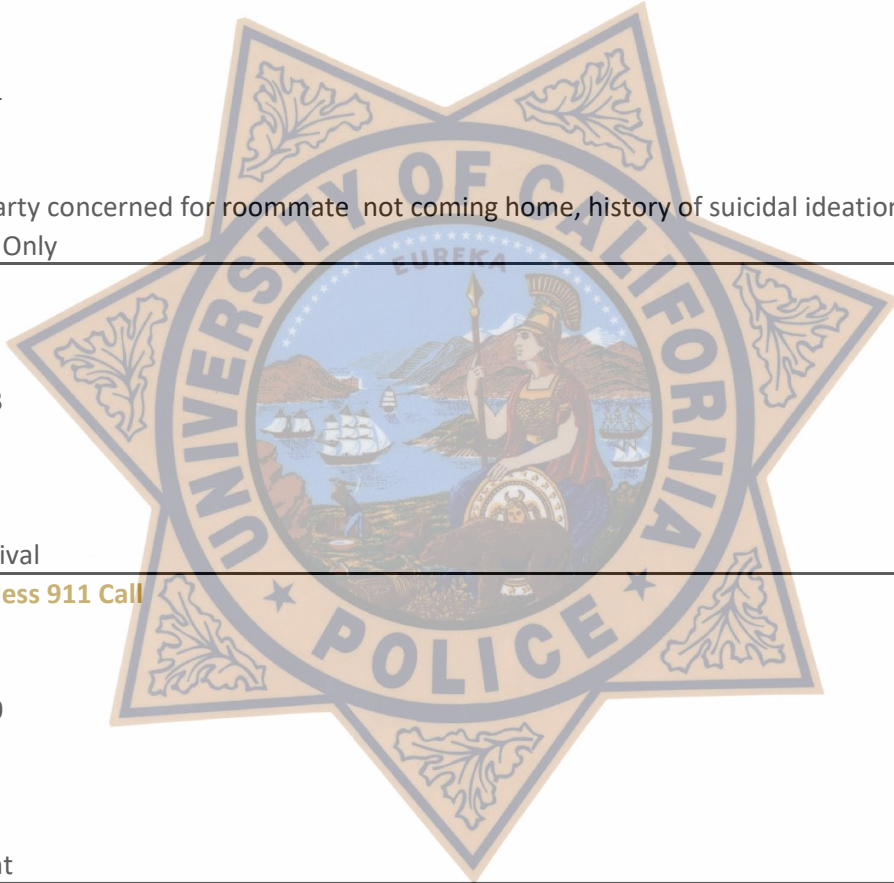 arty concerned for roommate not coming home, history of suicidal ideation
Only
EUREKA
UNIVERSITY OF CALIFORNIA
POLICE
ival
ess 911 Call